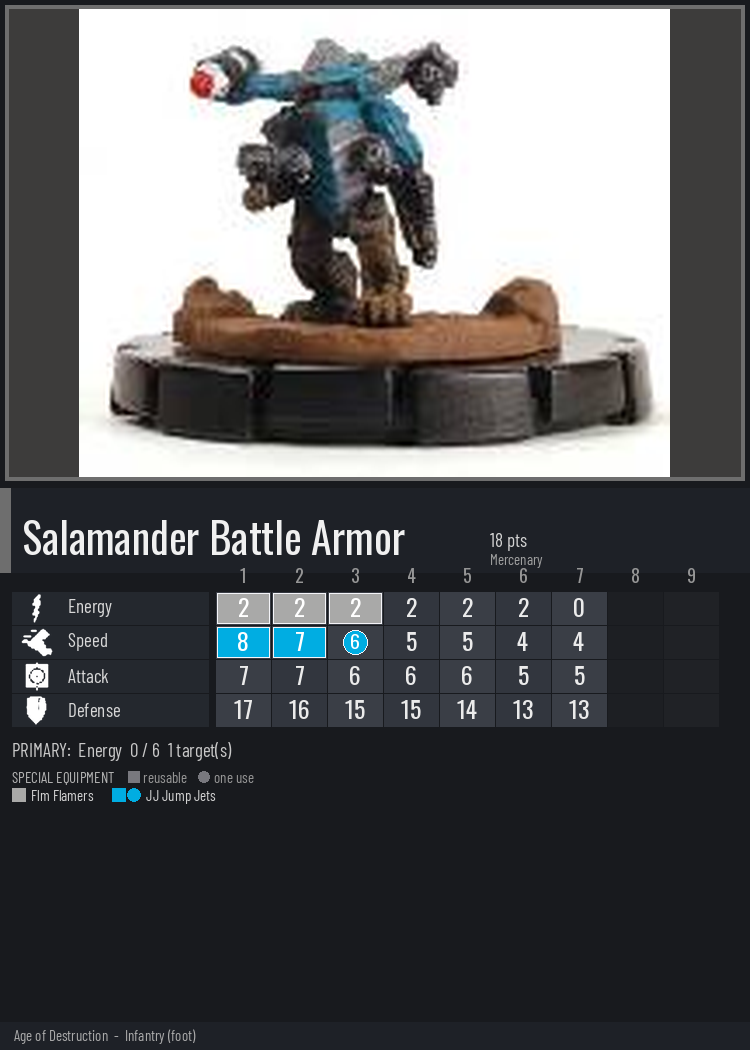 Salamander Battle Armor
18 pts
Mercenary
1 2 3 4 5 6 7 8 9
Energy 2 2 2 2 2 2 0
Speed 8 7 6 5 5 4 4
Attack 7 7 6 6 6 5 5
Defense 17 16 15 15 14 13 13
PRIMARY: Energy 0 / 6 1 target(s)
SPECIAL EQUIPMENT reusable one use
Flm Flamers JJ Jump Jets
Age of Destruction - Infantry (foot)